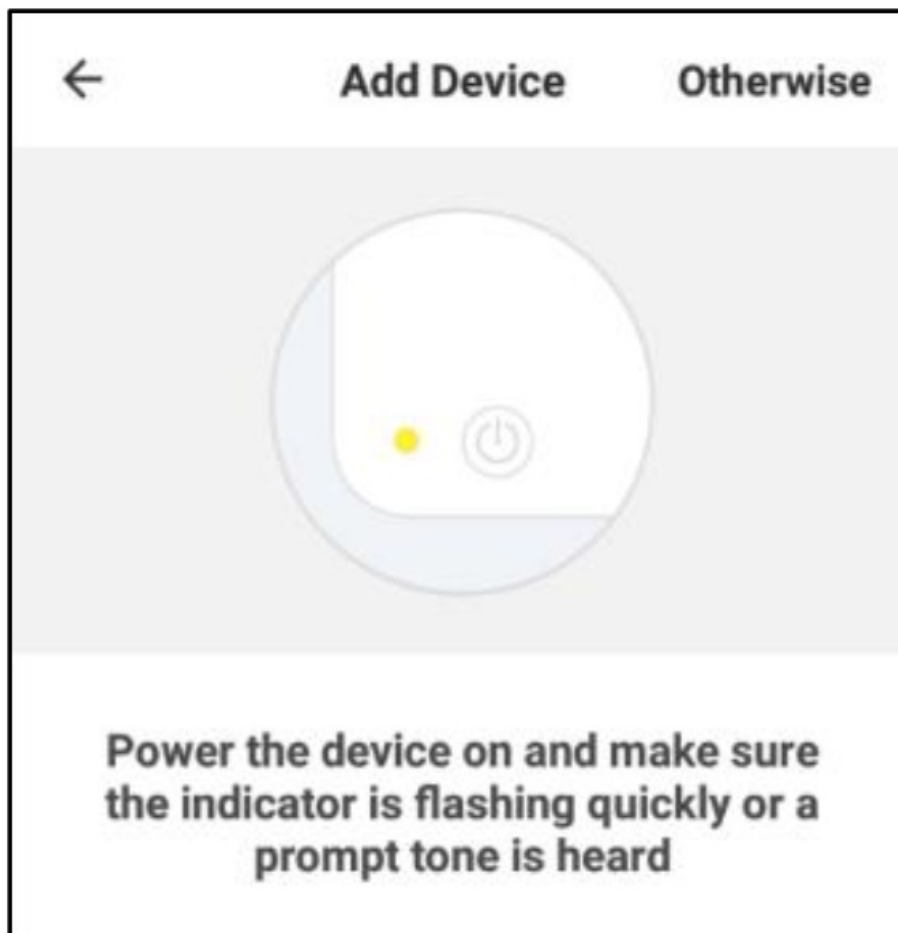 Add Device Otherwise
Power the device on and make sure
the indicator is flashing quickly or a
prompt tone is heard